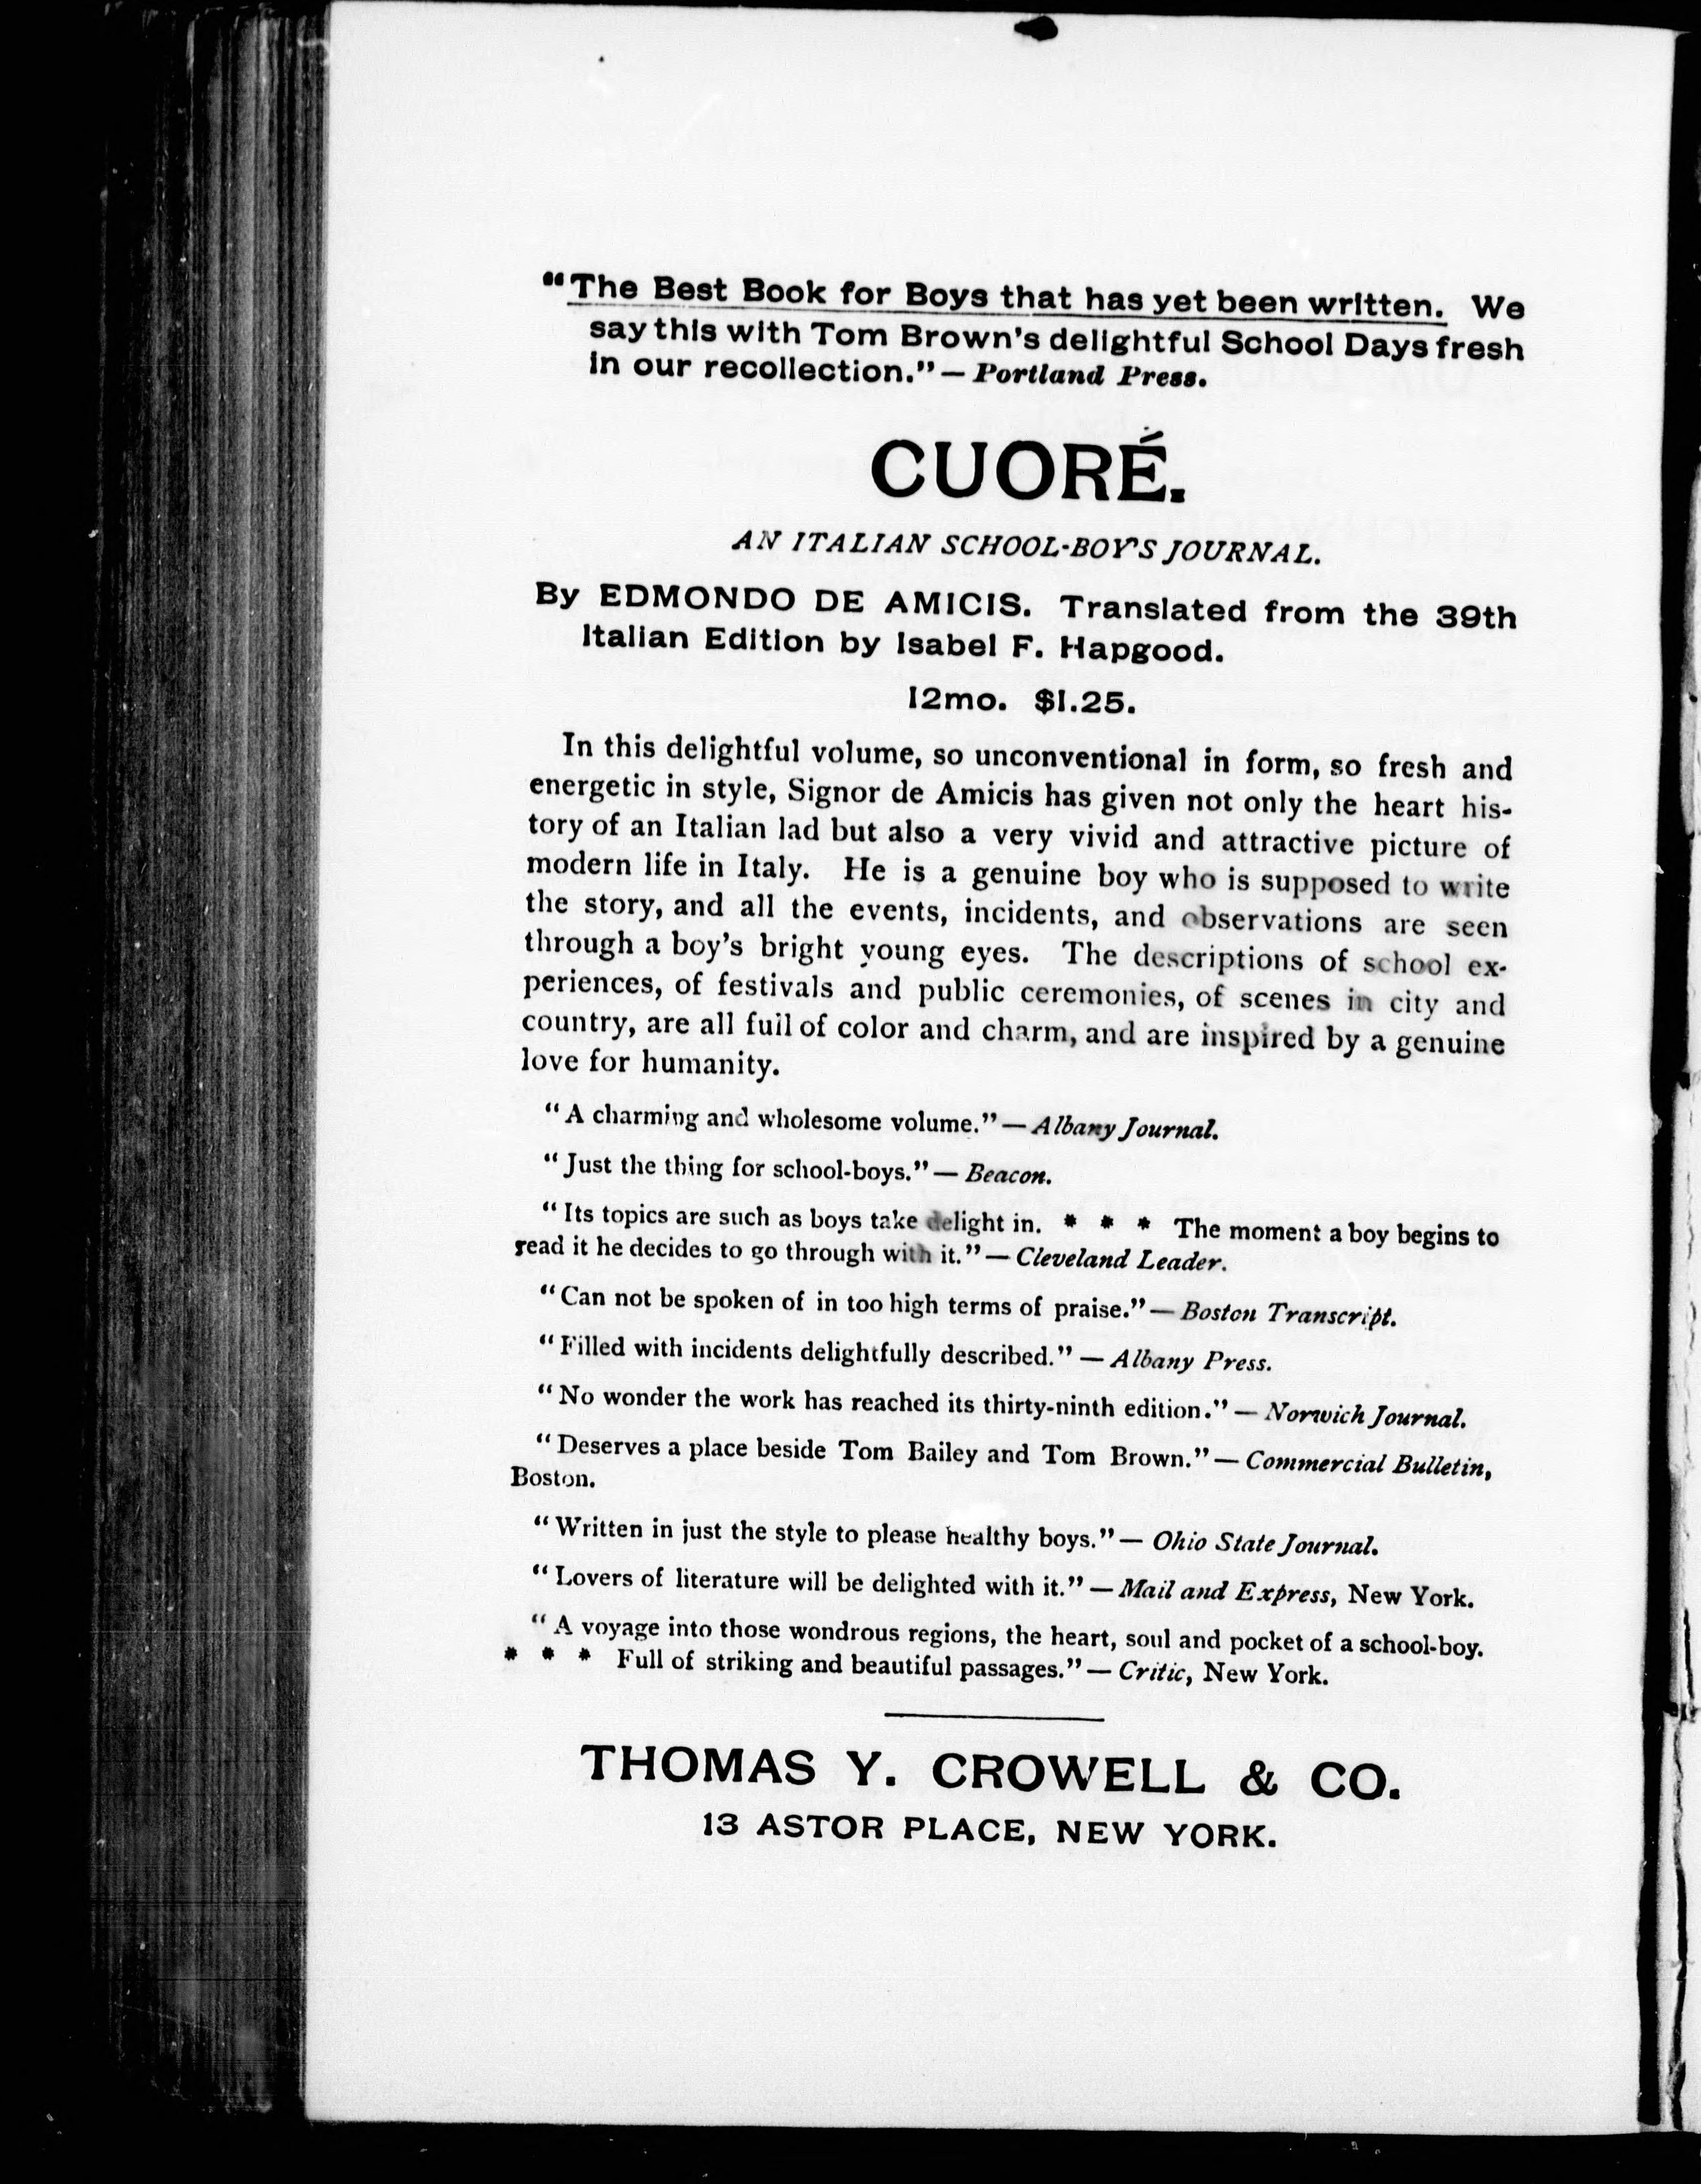 “The Best Book for Boys that has yet been written. We
say this with Tom Brown’s delightful School Days fresh
in our recollection.” — Portland Press.
CUORÉ.
AN ITALIAN SCHOOL-BOY’S JOURNAL.
By EDMONDO DE AMICIS. Translated from the 39th
Italian Edition by Isabel F. Hapgood.
12mo. $1.25.
In this delightful volume, so unconventional in form, so fresh and
energetic in style, Signor de Amicis has given not only the heart his-
tory of an Italian lad but also a very vivid and attractive picture of
modern life in Italy. He is a genuine boy who is supposed to write
the story, and all the events, incidents, and observations are seen
through a boy’s bright young eyes. The descriptions of school ex-
periences, of festivals and public ceremonies, of scenes in city and
country, are all full of color and charm, and are inspired by a genuine
love for humanity.
“A charming and wholesome volume.” — Albany Journal.
“Just the thing for school-boys.” — Beacon.
“Its topics are such as boys take delight in. * * * The moment a boy begins to
read it he decides to go through with it.” — Cleveland Leader.
“Can not be spoken of in too high terms of praise.” — Boston Transcript.
“Filled with incidents delightfully described.” — Albany Press.
“No wonder the work has reached its thirty-ninth edition.” — Norwich Journal.
“Deserves a place beside Tom Bailey and Tom Brown.” — Commercial Bulletin,
Boston.
“Written in just the style to please healthy boys.” — Ohio State Journal.
“Lovers of literature will be delighted with it.” — Mail and Express, New York.
“A voyage into those wondrous regions, the heart, soul and pocket of a school-boy.
* * * Full of striking and beautiful passages.” — Critic, New York.
THOMAS Y. CROWELL & CO.
13 ASTOR PLACE, NEW YORK.